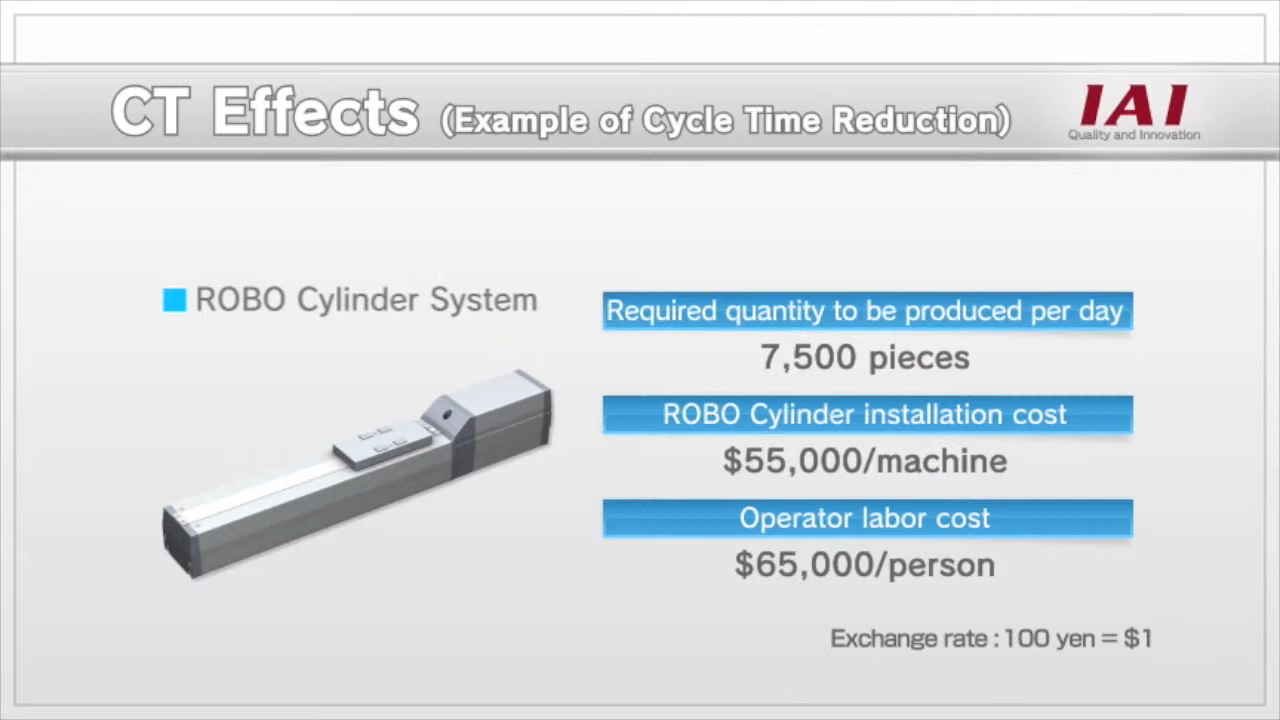 CT Effects (Example of Cycle Time Reduction)
IAI
Quality and Innovation
ROBO Cylinder System
Required quantity to be produced per day
7,500 pieces
ROBO Cylinder installation cost
$55,000/machine
Operator labor cost
$65,000/person
Exchange rate : 100 yen = $1